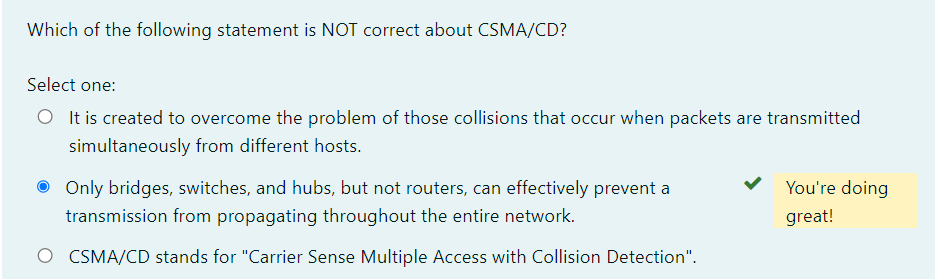 Which of the following statement is NOT correct about CSMA/CD?
Select one:
It is created to overcome the problem of those collisions that occur when packets are transmitted
simultaneously from different hosts.
Only bridges, switches, and hubs, but not routers, can effectively prevent a
transmission from propagating throughout the entire network.
You're doing
great!
CSMA/CD stands for "Carrier Sense Multiple Access with Collision Detection".